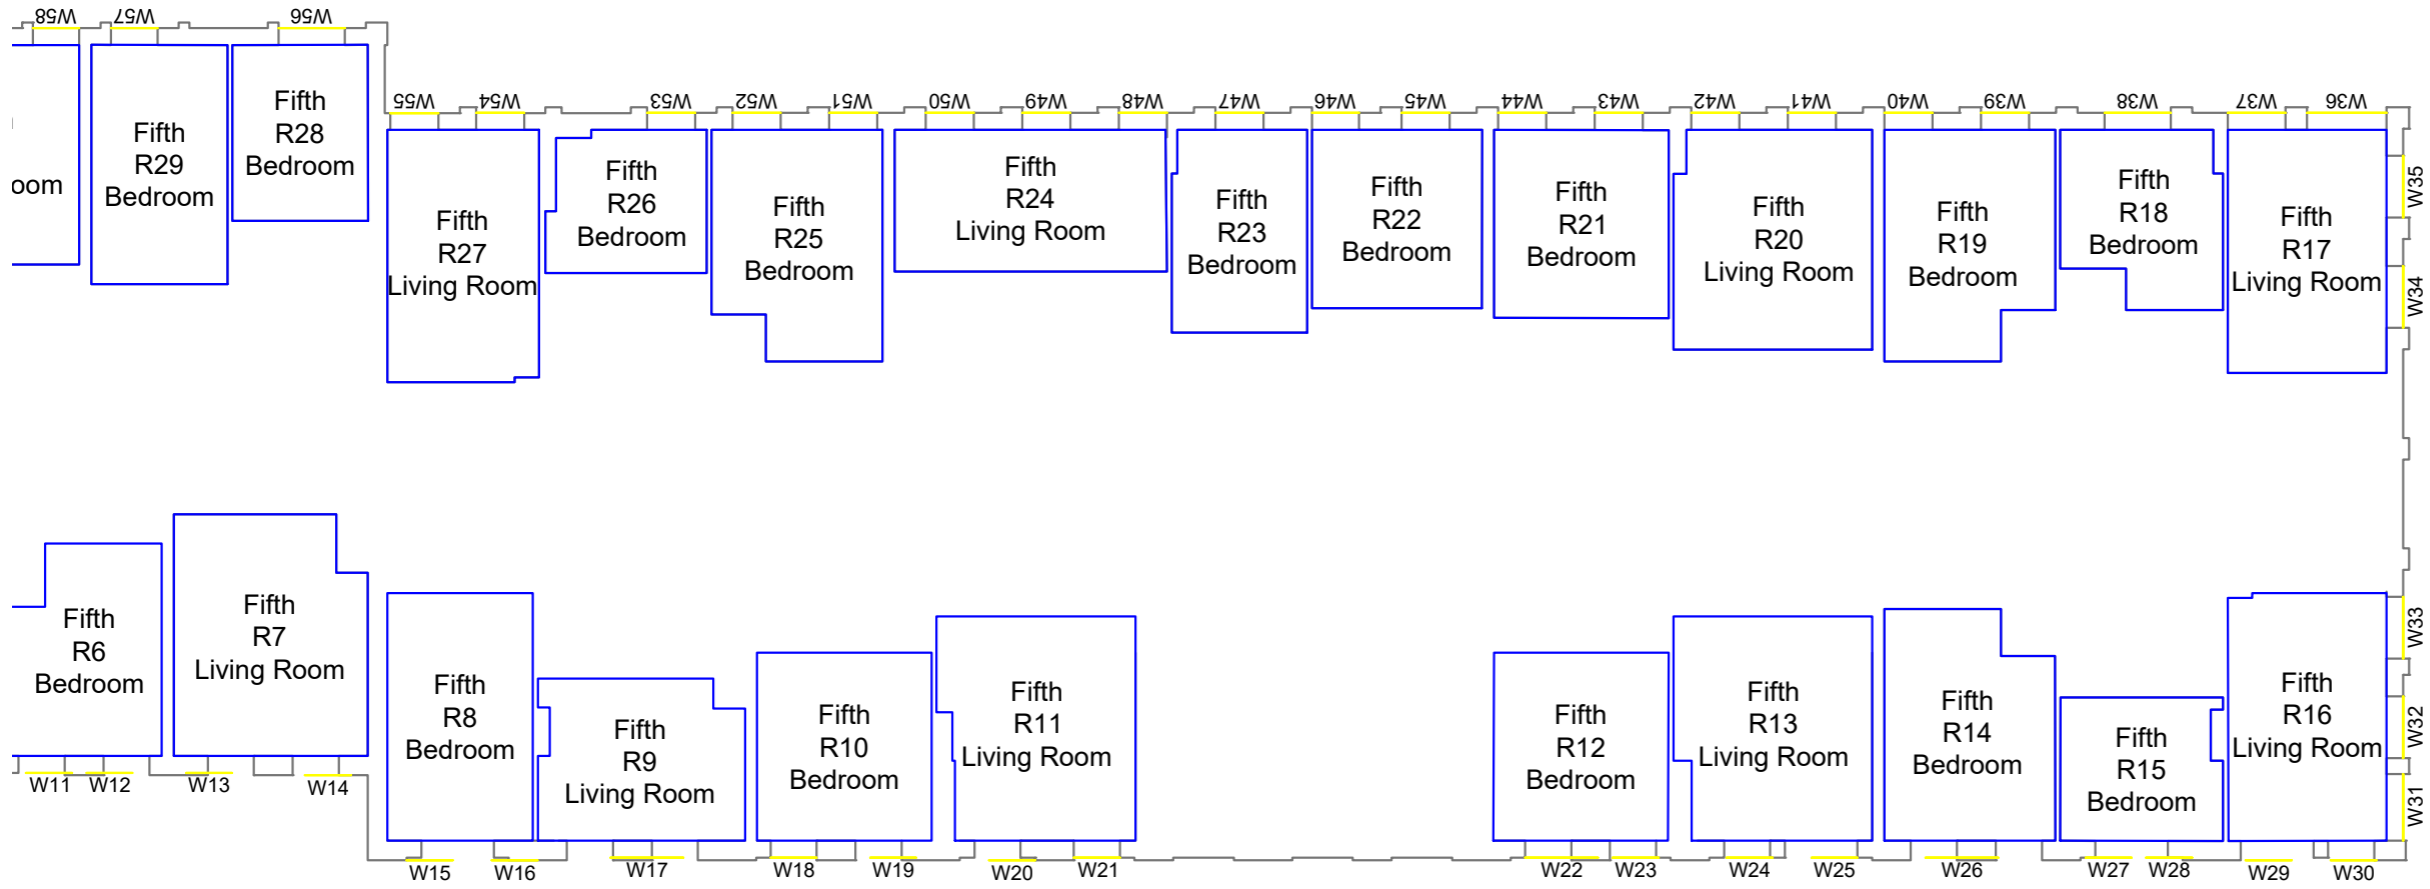 W58 W57 W56
W55 W54 W53 W52 W51 W50 W49 W48 W47 W46 W45 W44 W43 W42 W41 W40 W39 W38 W37 W36
oom
Fifth
R29
Bedroom
Fifth
R28
Bedroom
Fifth
R27
Living Room
Fifth
R26
Bedroom
Fifth
R25
Bedroom
Fifth
R24
Living Room
Fifth
R23
Bedroom
Fifth
R22
Bedroom
Fifth
R21
Bedroom
Fifth
R20
Living Room
Fifth
R19
Bedroom
Fifth
R18
Bedroom
Fifth
R17
Living Room
W35
W34
Fifth
R6
Bedroom
Fifth
R7
Living Room
Fifth
R8
Bedroom
Fifth
R9
Living Room
Fifth
R10
Bedroom
Fifth
R11
Living Room
Fifth
R12
Bedroom
Fifth
R13
Living Room
Fifth
R14
Bedroom
Fifth
R15
Bedroom
Fifth
R16
Living Room
W33
W32
W31
W11 W12 W13 W14
W15 W16 W17 W18 W19 W20 W21 W22 W23 W24 W25 W26 W27 W28 W29 W30